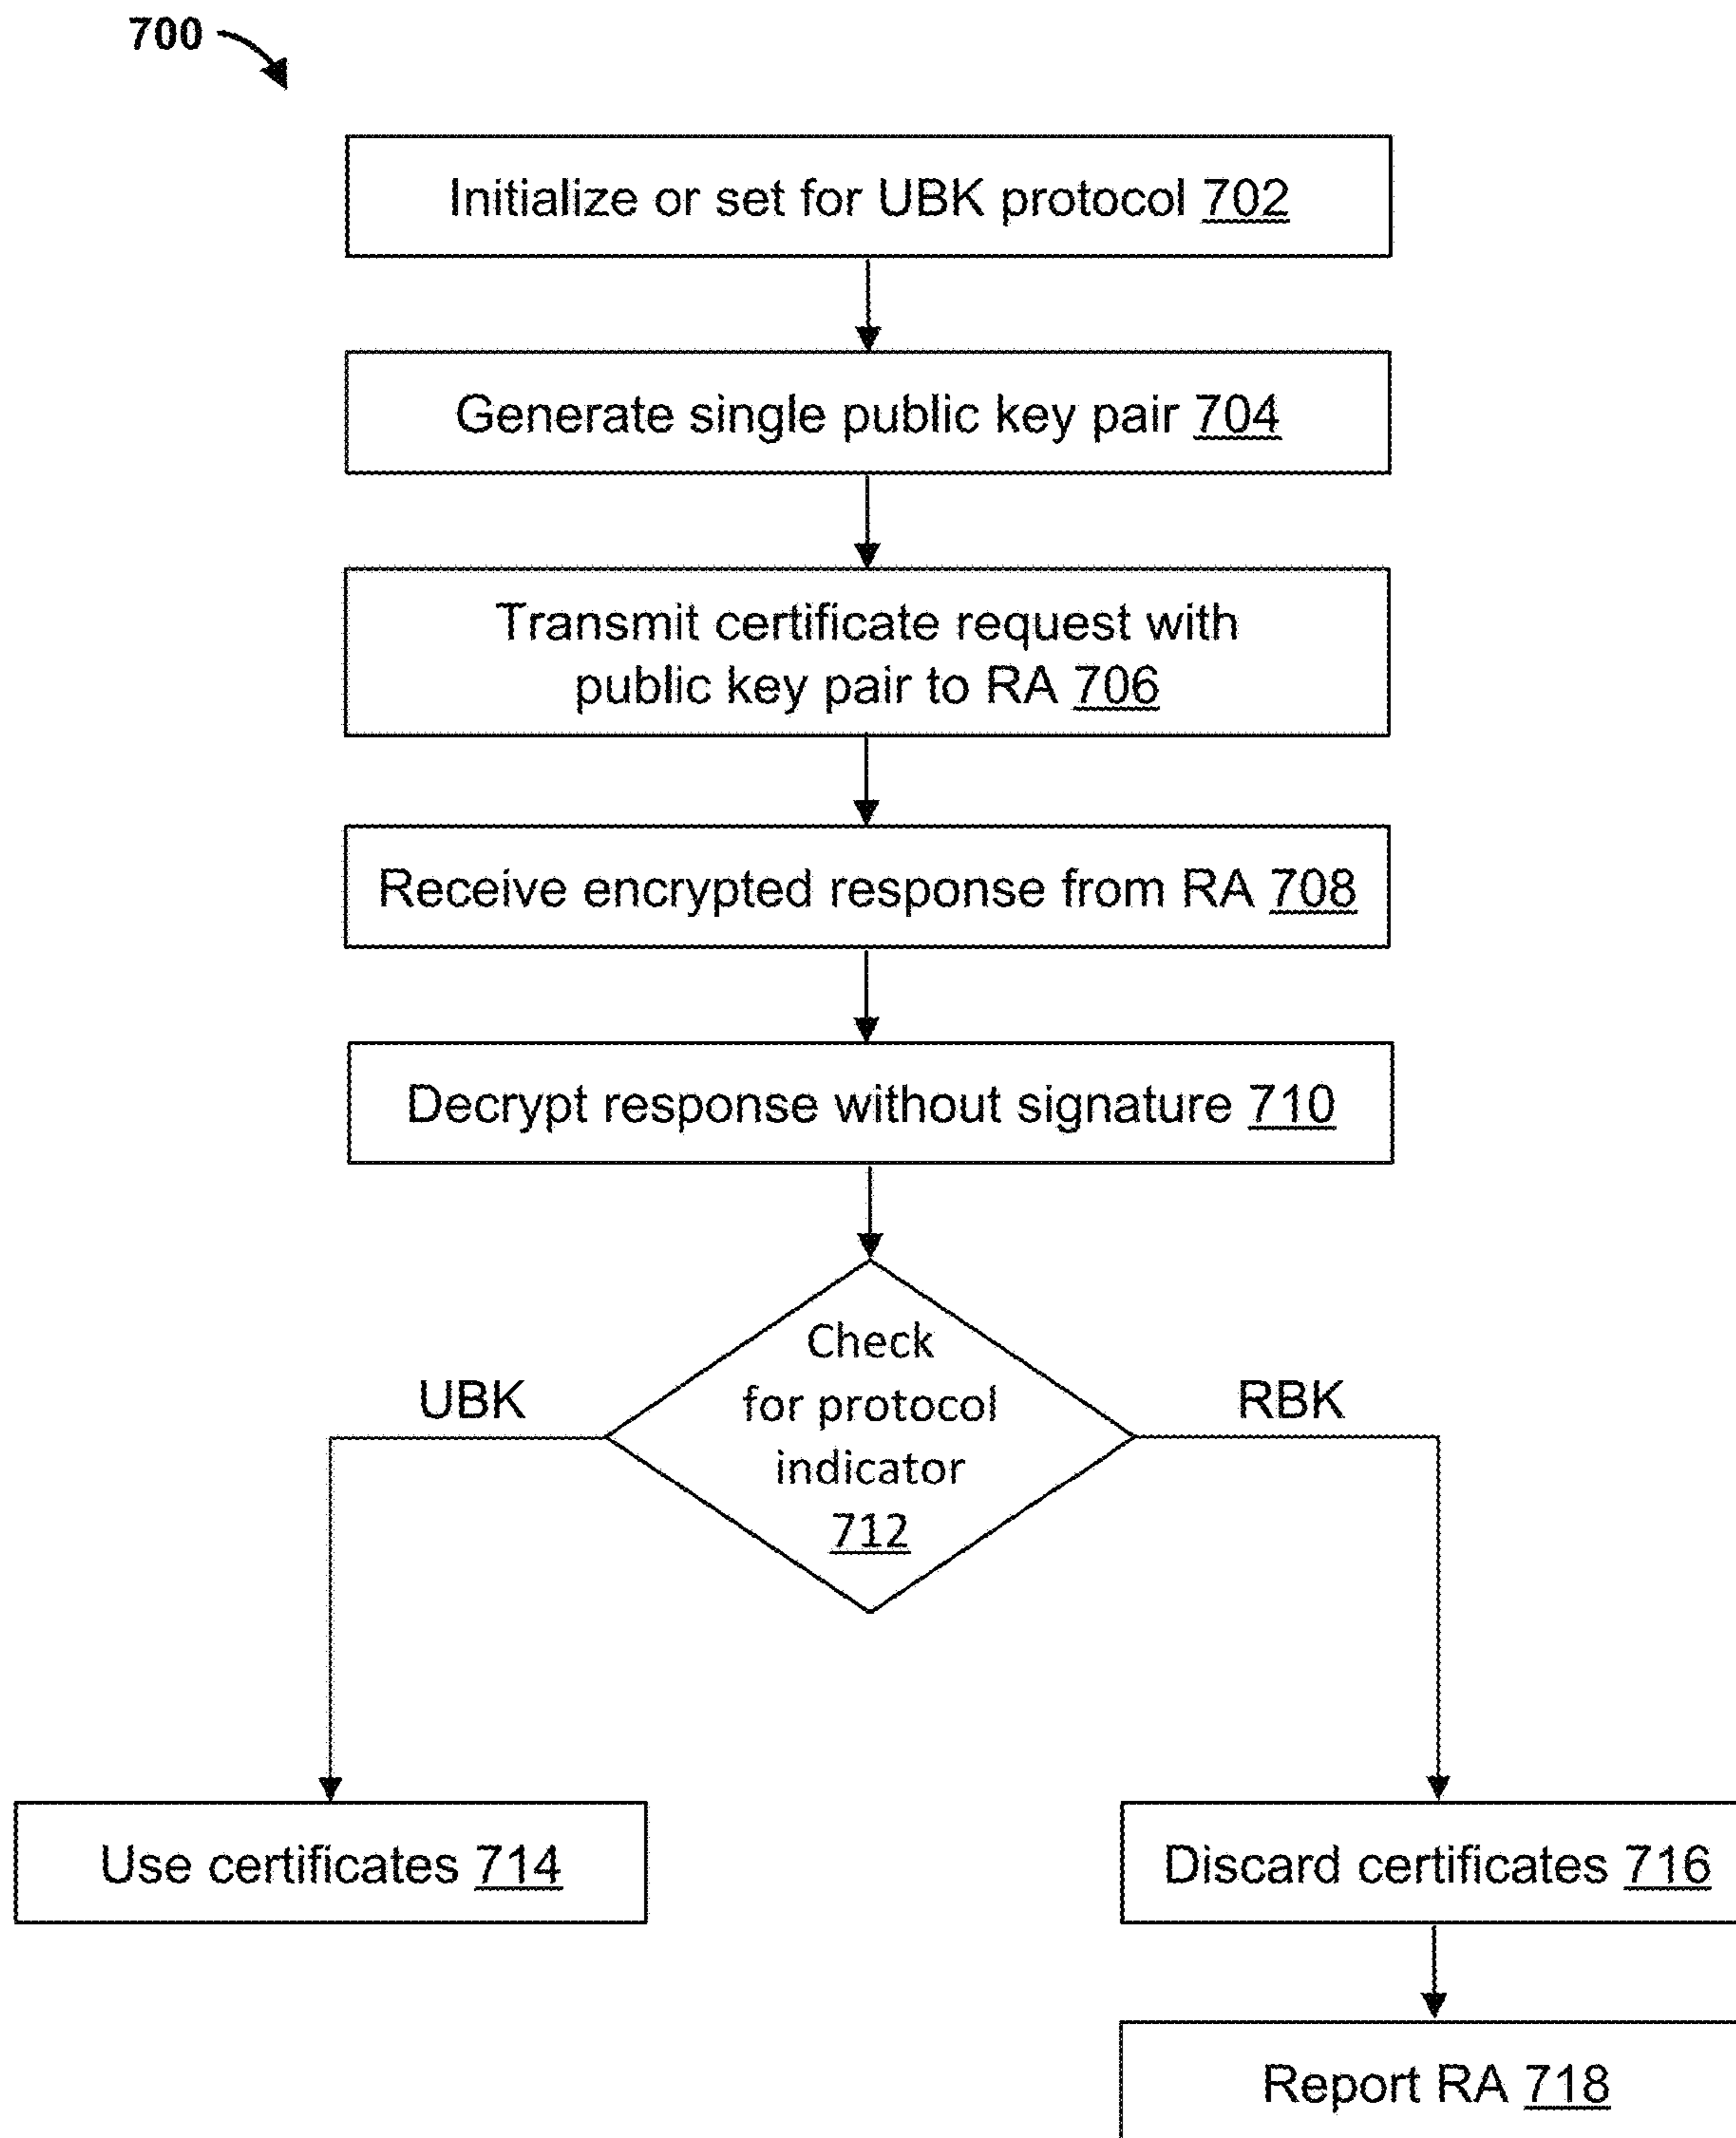 700
Initialize or set for UBK protocol 702
Generate single public key pair 704
Transmit certificate request with
public key pair to RA 706
Receive encrypted response from RA 708
Decrypt response without signature 710
Check
for protocol
indicator
712
UBK
RBK
Use certificates 714
Discard certificates 716
Report RA 718